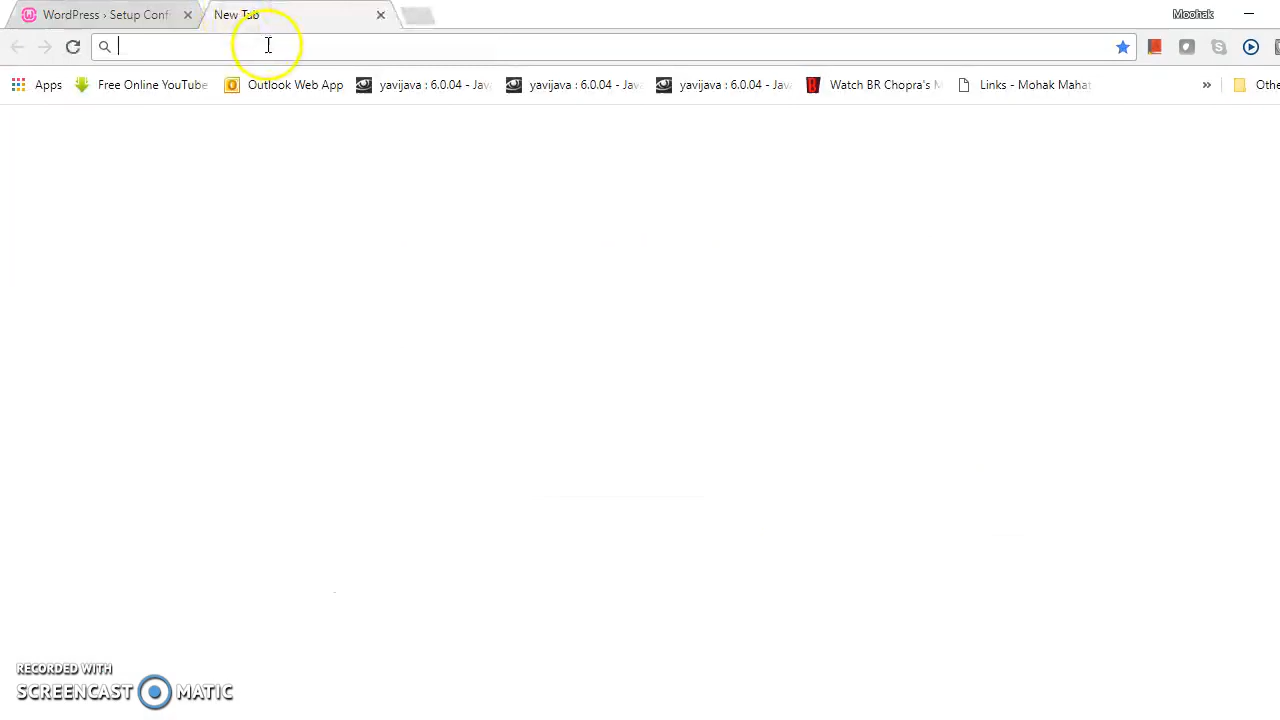 WordPress › Setup Conf
New Tab
Moohak
Apps
Free Online YouTube
Outlook Web App
yavijava : 6.0.04 - Jav
yavijava : 6.0.04 - Jav
yavijava : 6.0.04 - Jav
Watch BR Chopra's M
Links - Mohak Mahat
»
Othe
RECORDED WITH
SCREENCAST MATIC